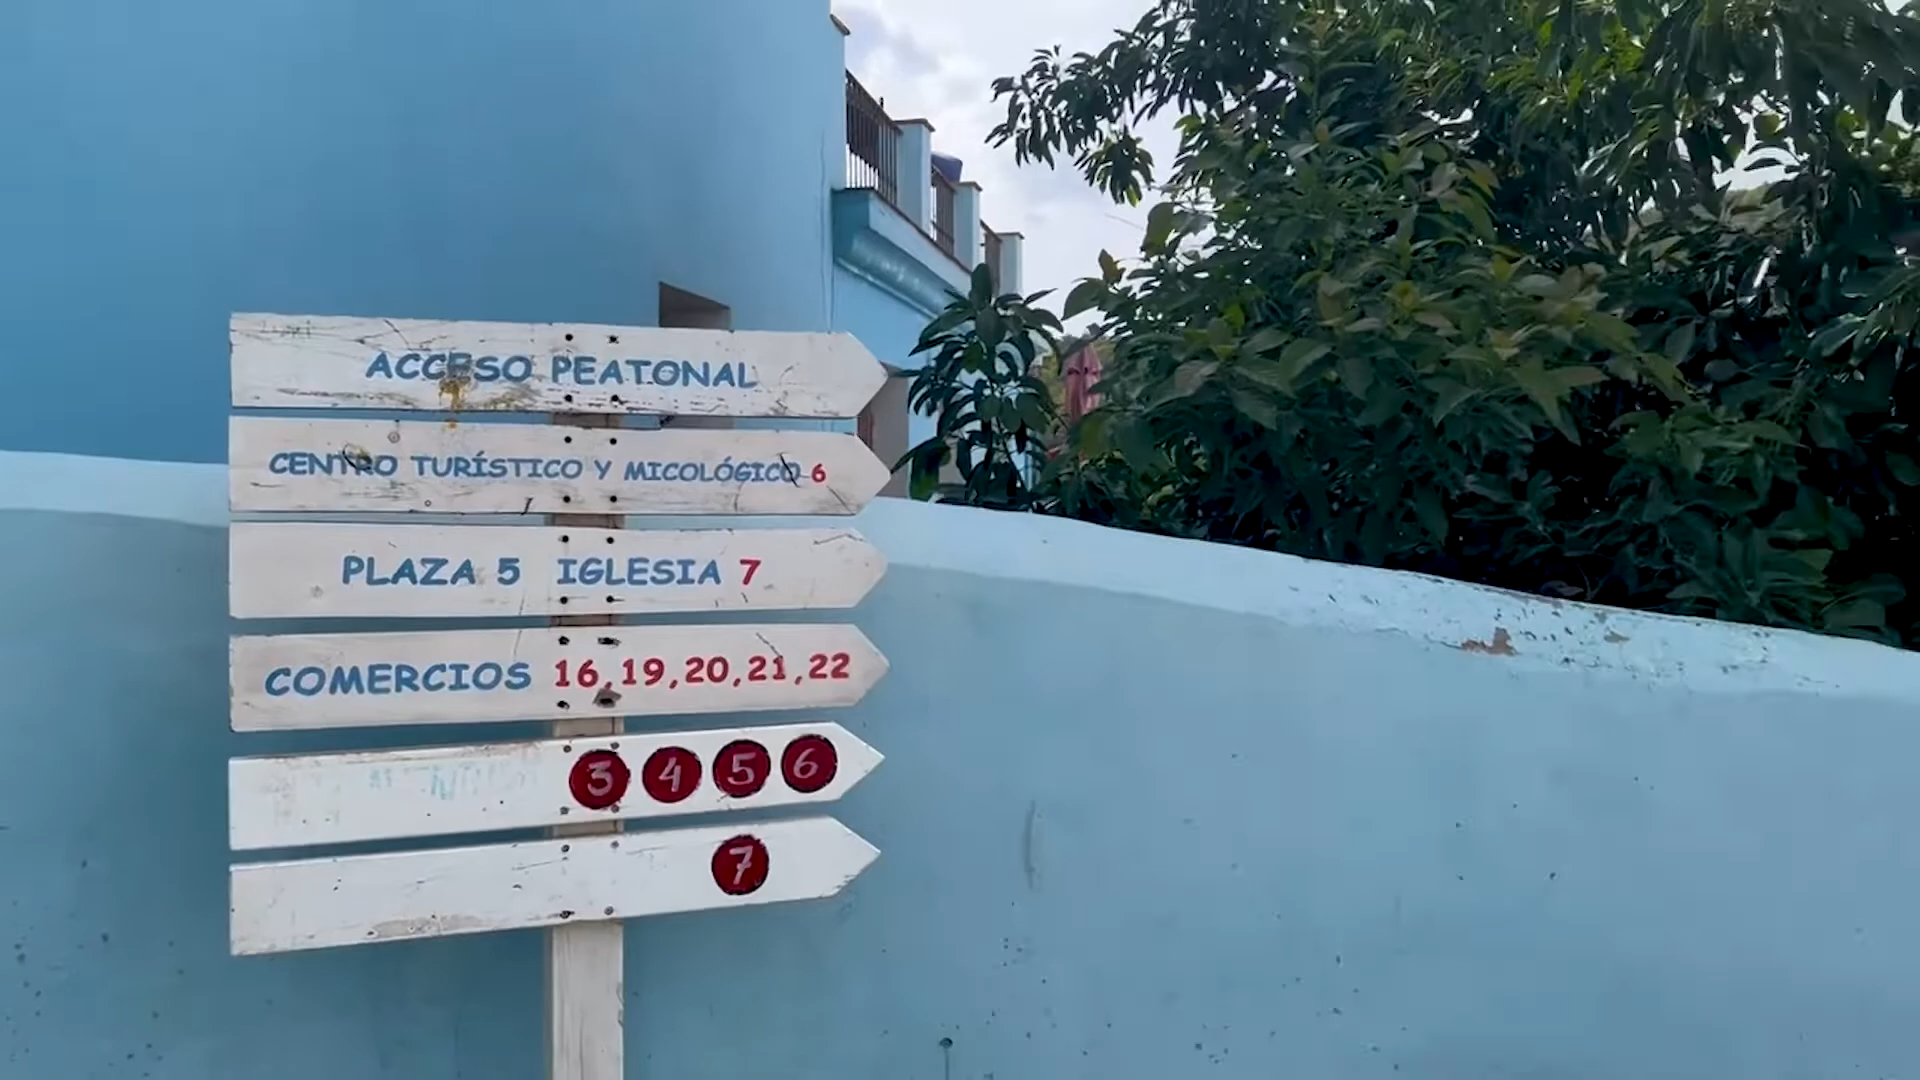 ACCESO PEATONAL
CENTRO TURÍSTICO Y MICOLÓGICO 6
PLAZA 5 IGLESIA 7
COMERCIOS 16,19,20,21,22
3 4 5 6
7